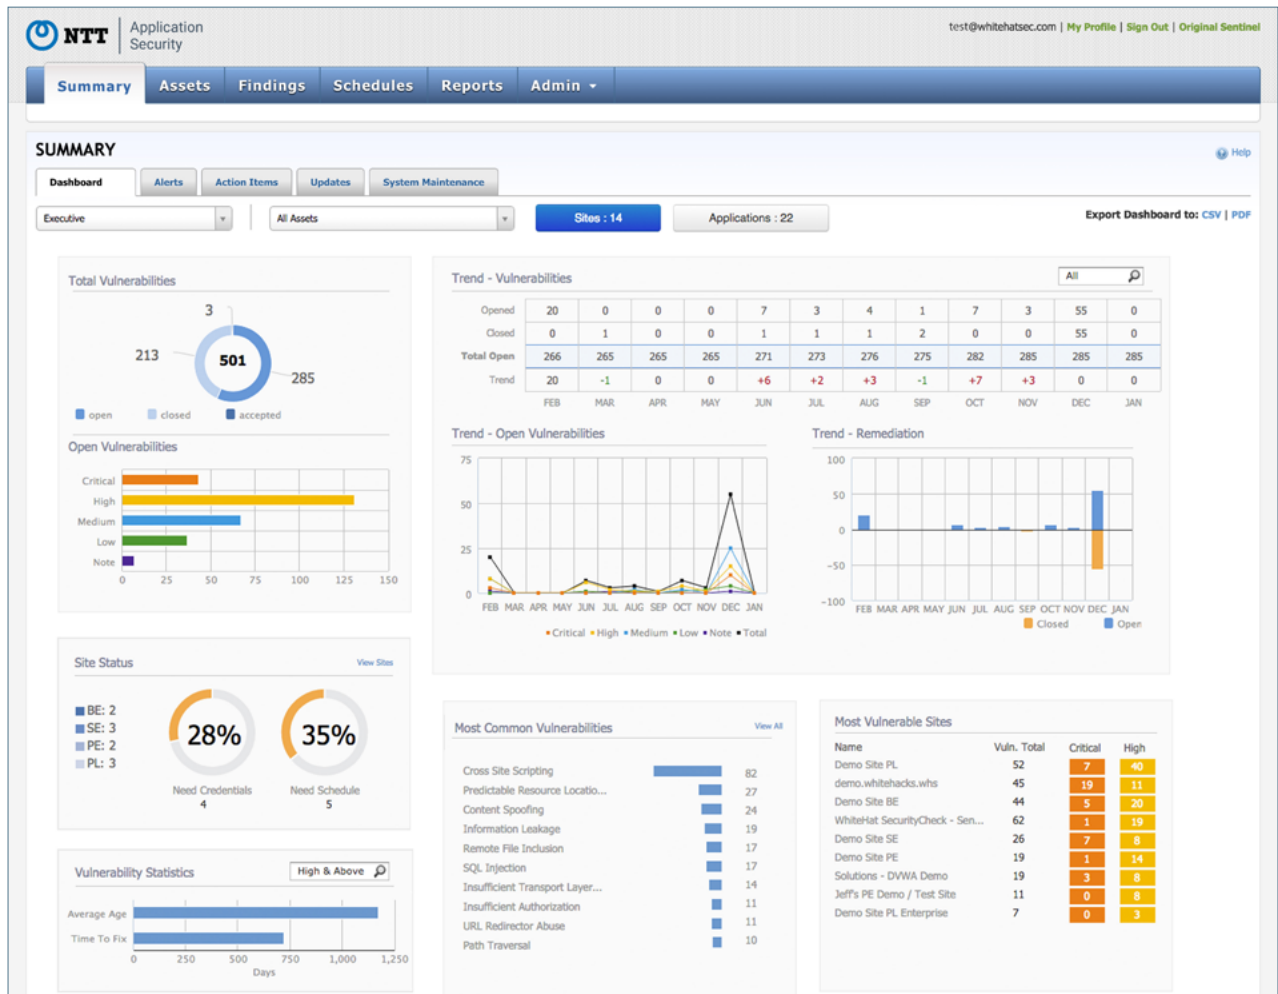 NTT Application Security
test@whitehatsec.com | My Profile | Sign Out | Original Sentinel
Summary Assets Findings Schedules Reports Admin
SUMMARY
Help
Dashboard Alerts Action Items Updates System Maintenance
Executive All Assets Sites : 14 Applications : 22 Export Dashboard to: CSV | PDF
Total Vulnerabilities
3
213
501
285
open closed accepted
Open Vulnerabilities
Critical
High
Medium
Low
Note
0 25 50 75 100 125 150
Trend - Vulnerabilities
All
Opened 20 0 0 0 7 3 4 1 7 3 55 0
Closed 0 1 0 0 1 1 1 2 0 0 55 0
Total Open 266 265 265 265 271 273 276 275 282 285 285 285
Trend 20 -1 0 0 +6 +2 +3 -1 +7 +3 0 0
FEB MAR APR MAY JUN JUL AUG SEP OCT NOV DEC JAN
Trend - Open Vulnerabilities
75
50
25
0
FEB MAR APR MAY JUN JUL AUG SEP OCT NOV DEC JAN
Critical High Medium Low Note Total
Trend - Remediation
100
50
0
-50
-100
FEB MAR APR MAY JUN JUL AUG SEP OCT NOV DEC JAN
Closed Open
Site Status
View Sites
BE: 2
SE: 3
PE: 2
PL: 3
28%
35%
Need Credentials
4
Need Schedule
5
Vulnerability Statistics
High & Above
Average Age
Time To Fix
0 250 500 750 1,000 1,250
Days
Most Common Vulnerabilities
View All
Cross Site Scripting 82
Predictable Resource Locatio... 27
Content Spoofing 24
Information Leakage 19
Remote File Inclusion 17
SQL Injection 17
Insufficient Transport Layer... 14
Insufficient Authorization 11
URL Redirector Abuse 11
Path Traversal 10
Most Vulnerable Sites
Name Vuln. Total Critical High
Demo Site PL 52 7 40
demo.whitehacks.whs 45 19 11
Demo Site BE 44 5 20
WhiteHat SecurityCheck - Sen... 62 1 19
Demo Site SE 26 7 8
Demo Site PE 19 1 14
Solutions - DVWA Demo 19 3 8
Jeff's PE Demo / Test Site 11 0 8
Demo Site PL Enterprise 7 0 3